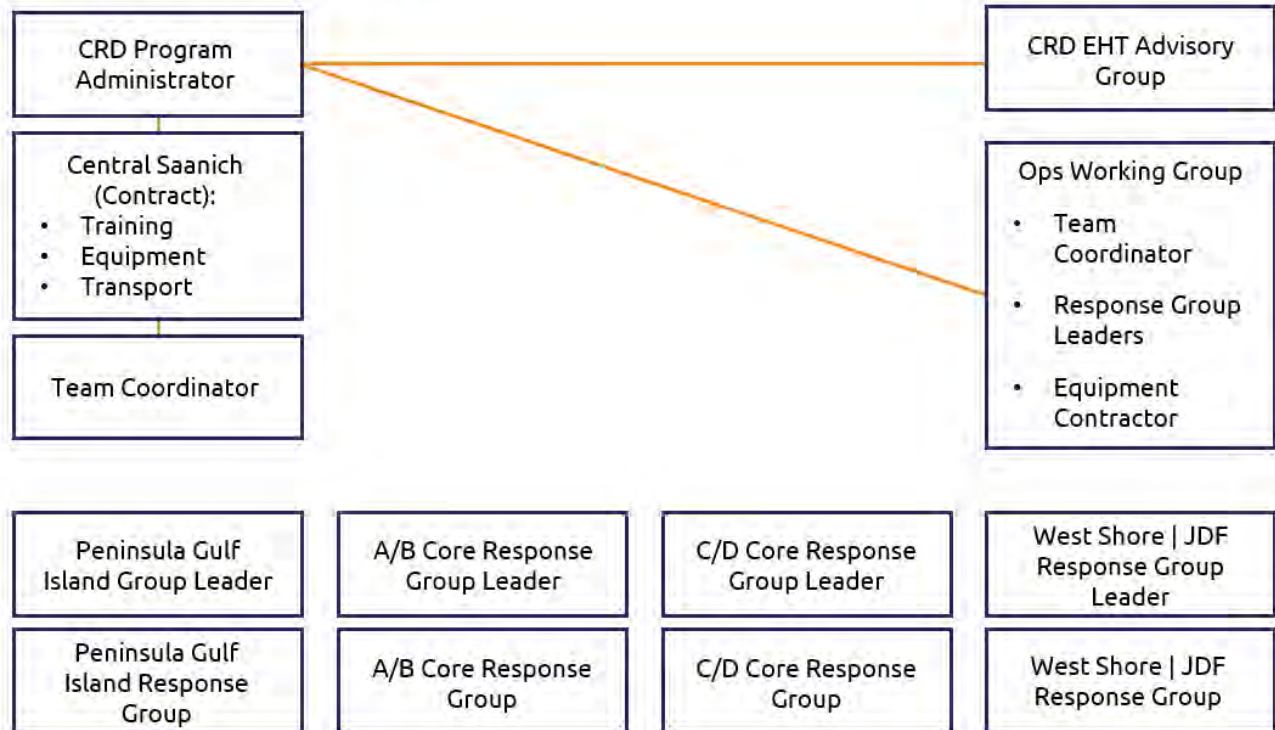 CRD Program
Administrator
CRD EHT Advisory
Group
Central Saanich
(Contract):
• Training
• Equipment
• Transport
Ops Working Group
• Team
Coordinator
• Response Group
Leaders
• Equipment
Contractor
Team Coordinator
Peninsula Gulf
Island Group Leader
A/B Core Response
Group Leader
C/D Core Response
Group Leader
West Shore | JDF
Response Group
Leader
Peninsula Gulf
Island Response
Group
A/B Core Response
Group
C/D Core Response
Group
West Shore | JDF
Response Group